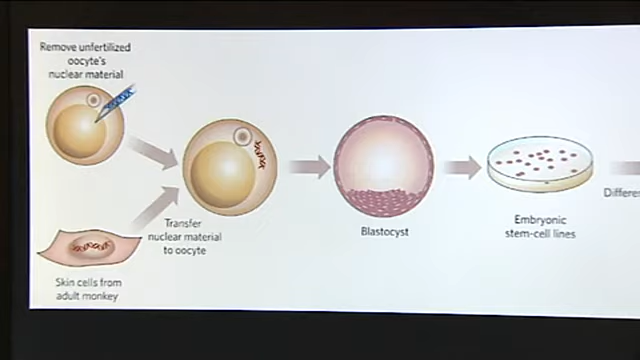 Remove unfertilized
oocyte's
nuclear material
Transfer
nuclear material
to oocyte
Skin cells from
adult monkey
Blastocyst
Embryonic
stem-cell lines